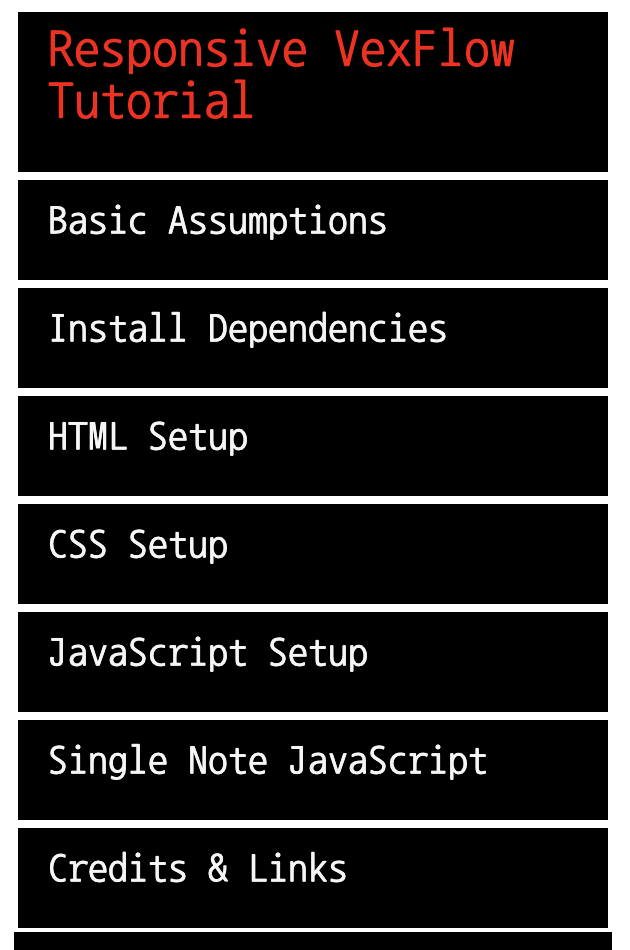 Responsive VexFlow
Tutorial
Basic Assumptions
Install Dependencies
HTML Setup
CSS Setup
JavaScript Setup
Single Note JavaScript
Credits & Links